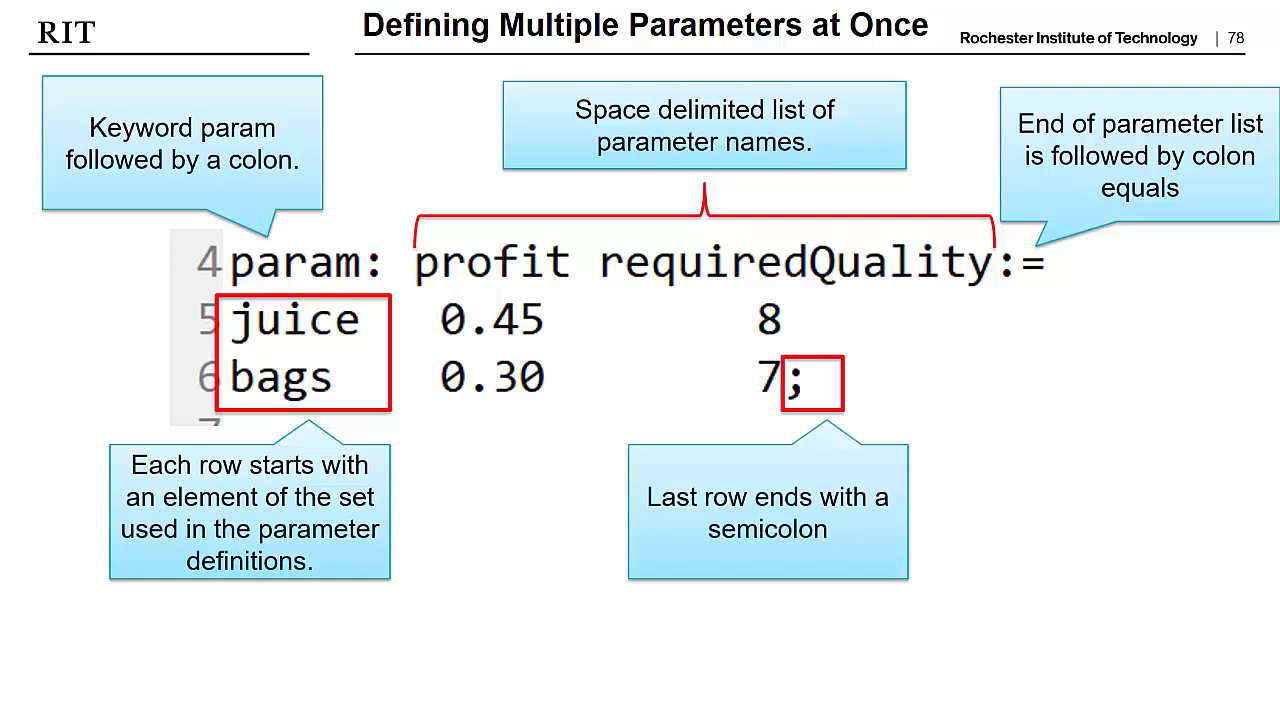 RIT
Defining Multiple Parameters at Once
Rochester Institute of Technology | 78
Keyword param
followed by a colon.
Space delimited list of
parameter names.
End of parameter list
is followed by colon
equals
4 param: profit requiredQuality:=
5 juice 0.45 8
6 bags 0.30 7;
Each row starts with
an element of the set
used in the parameter
definitions.
Last row ends with a
semicolon